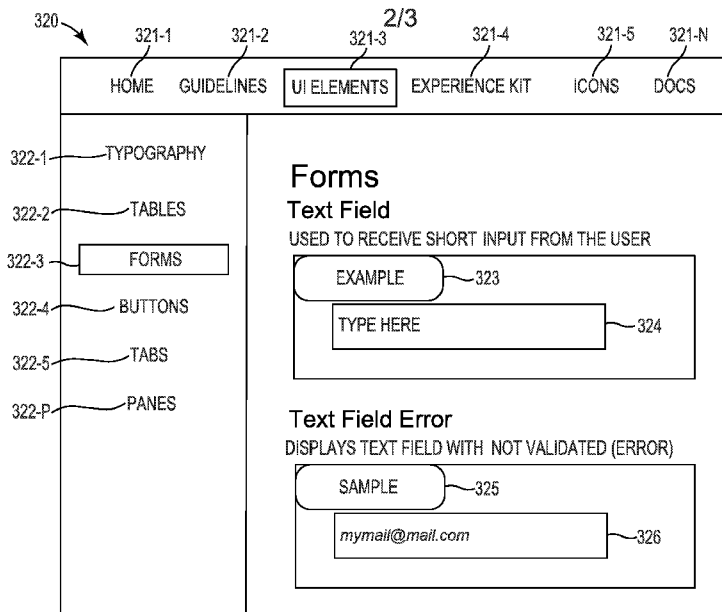 2/3
320
321-1 321-2 321-3 321-4 321-5 321-N
HOME GUIDELINES UI ELEMENTS EXPERIENCE KIT ICONS DOCS
322-1 TYPOGRAPHY
322-2 TABLES
322-3 FORMS
322-4 BUTTONS
322-5 TABS
322-P PANES
Forms
Text Field
USED TO RECEIVE SHORT INPUT FROM THE USER
EXAMPLE 323
TYPE HERE 324
Text Field Error
DISPLAYS TEXT FIELD WITH NOT VALIDATED (ERROR)
SAMPLE 325
mymail@mail.com 326